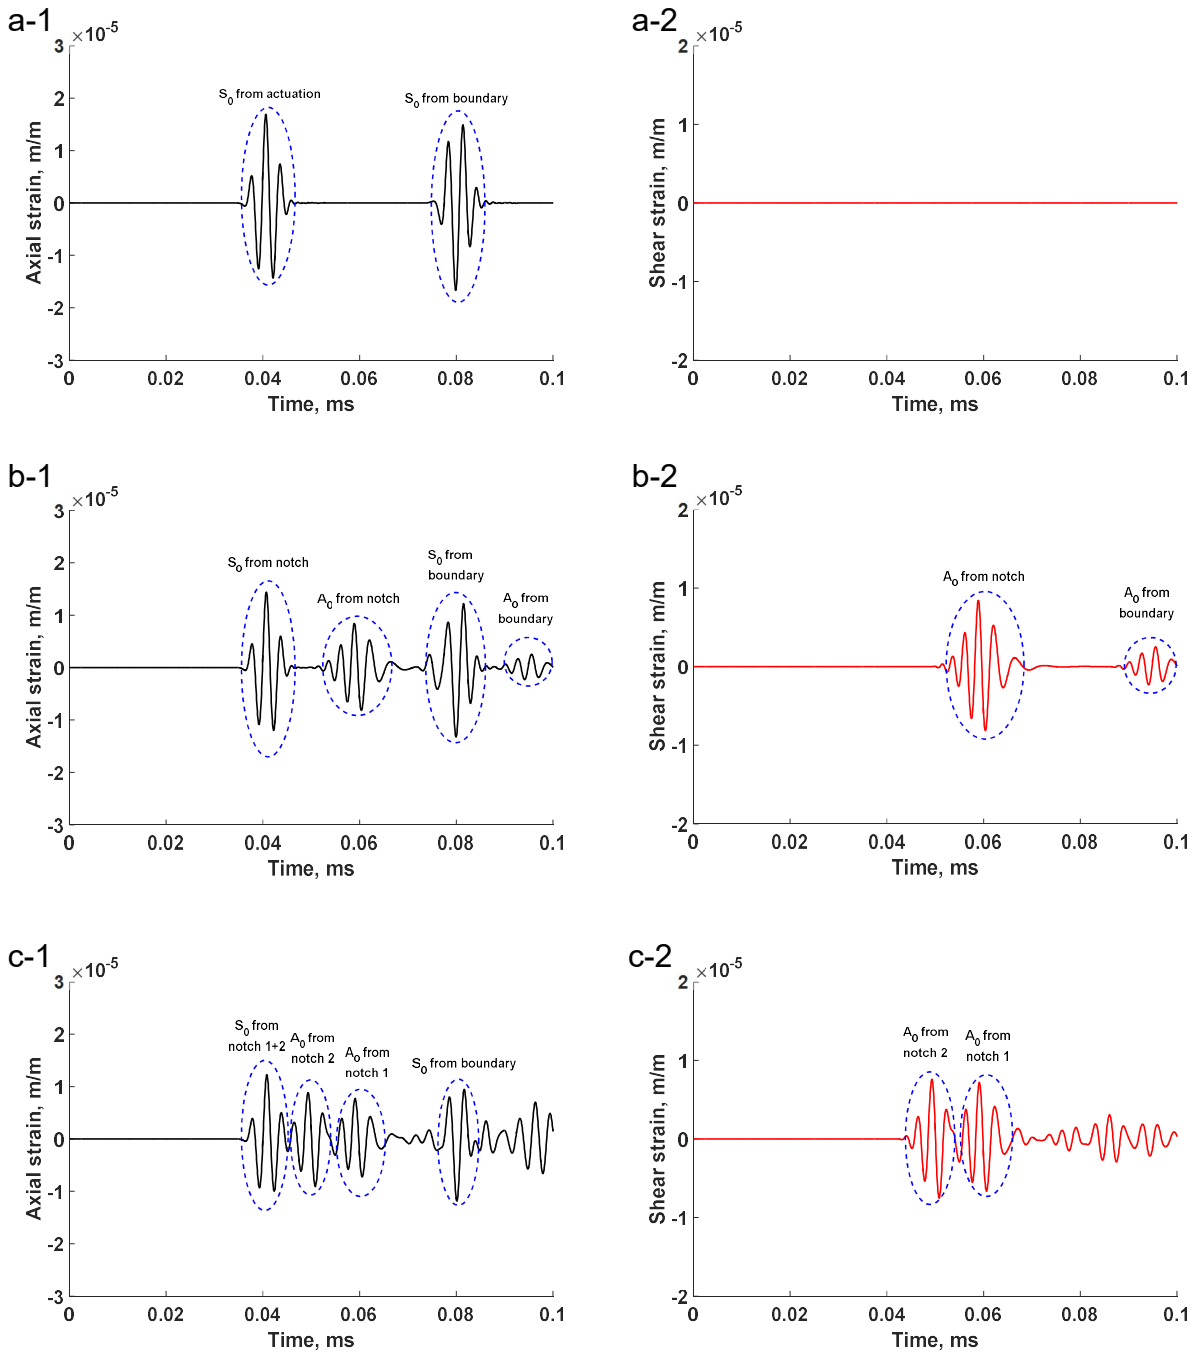 a-1
×10-5
3
2
1
0
-1
-2
-3
Axial strain, m/m
S0 from actuation
S0 from boundary
0
0.02
0.04
0.06
0.08
0.1
Time, ms
a-2
×10-5
2
1
0
-1
-2
Shear strain, m/m
0
0.02
0.04
0.06
0.08
0.1
Time, ms
b-1
×10-5
3
2
1
0
-1
-2
-3
Axial strain, m/m
S0 from notch
A0 from notch
S0 from
boundary
A0 from
boundary
0
0.02
0.04
0.06
0.08
0.1
Time, ms
b-2
×10-5
2
1
0
-1
-2
Shear strain, m/m
A0 from notch
A0 from
boundary
0
0.02
0.04
0.06
0.08
0.1
Time, ms
c-1
×10-5
3
2
1
0
-1
-2
-3
Axial strain, m/m
S0 from
notch 1+2
A0 from
notch 2
A0 from
notch 1
S0 from boundary
0
0.02
0.04
0.06
0.08
0.1
Time, ms
c-2
×10-5
2
1
0
-1
-2
Shear strain, m/m
A0 from
notch 2
A0 from
notch 1
0
0.02
0.04
0.06
0.08
0.1
Time, ms